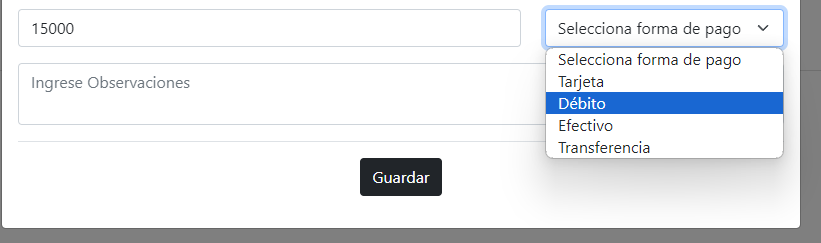 15000
Selecciona forma de pago
Ingrese Observaciones
Selecciona forma de pago
Tarjeta
Débito
Efectivo
Transferencia
Guardar